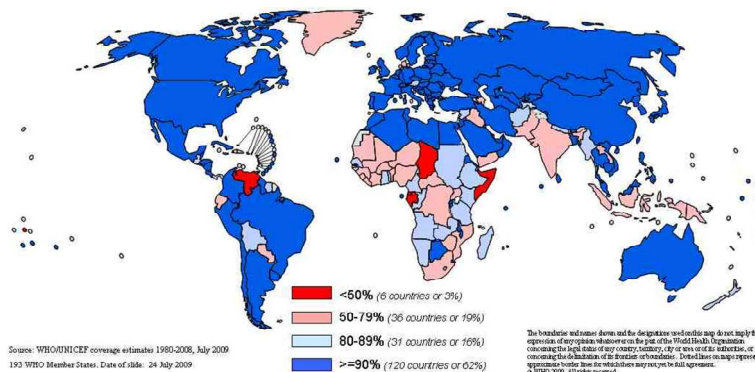 <50% (6 countries or 3%)
50-79% (36 countries or 19%)
80-89% (31 countries or 16%)
>=90% (120 countries or 62%)
Source: WHO/UNICEF coverage estimates 1980-2008, July 2009
193 WHO Member States. Date of slide: 24 July 2009
The boundaries and names shown and the designations used on this map do not imply the
expression of any opinion whatsoever on the part of the World Health Organization
concerning the legal status of any country, territory, city or area or of its authorities, or
concerning the delimitation of its frontiers or boundaries. Dotted lines on maps represent
approximate border lines for which there may not yet be full agreement.
© WHO 2009. All rights reserved